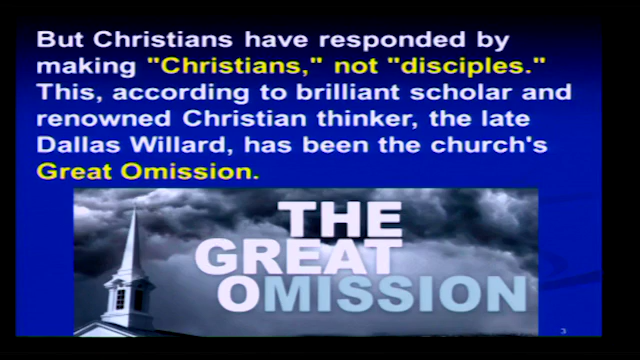 But Christians have responded by
making "Christians," not "disciples."
This, according to brilliant scholar and
renowned Christian thinker, the late
Dallas Willard, has been the church's
Great Omission.
THE
GREAT
OMISSION
3